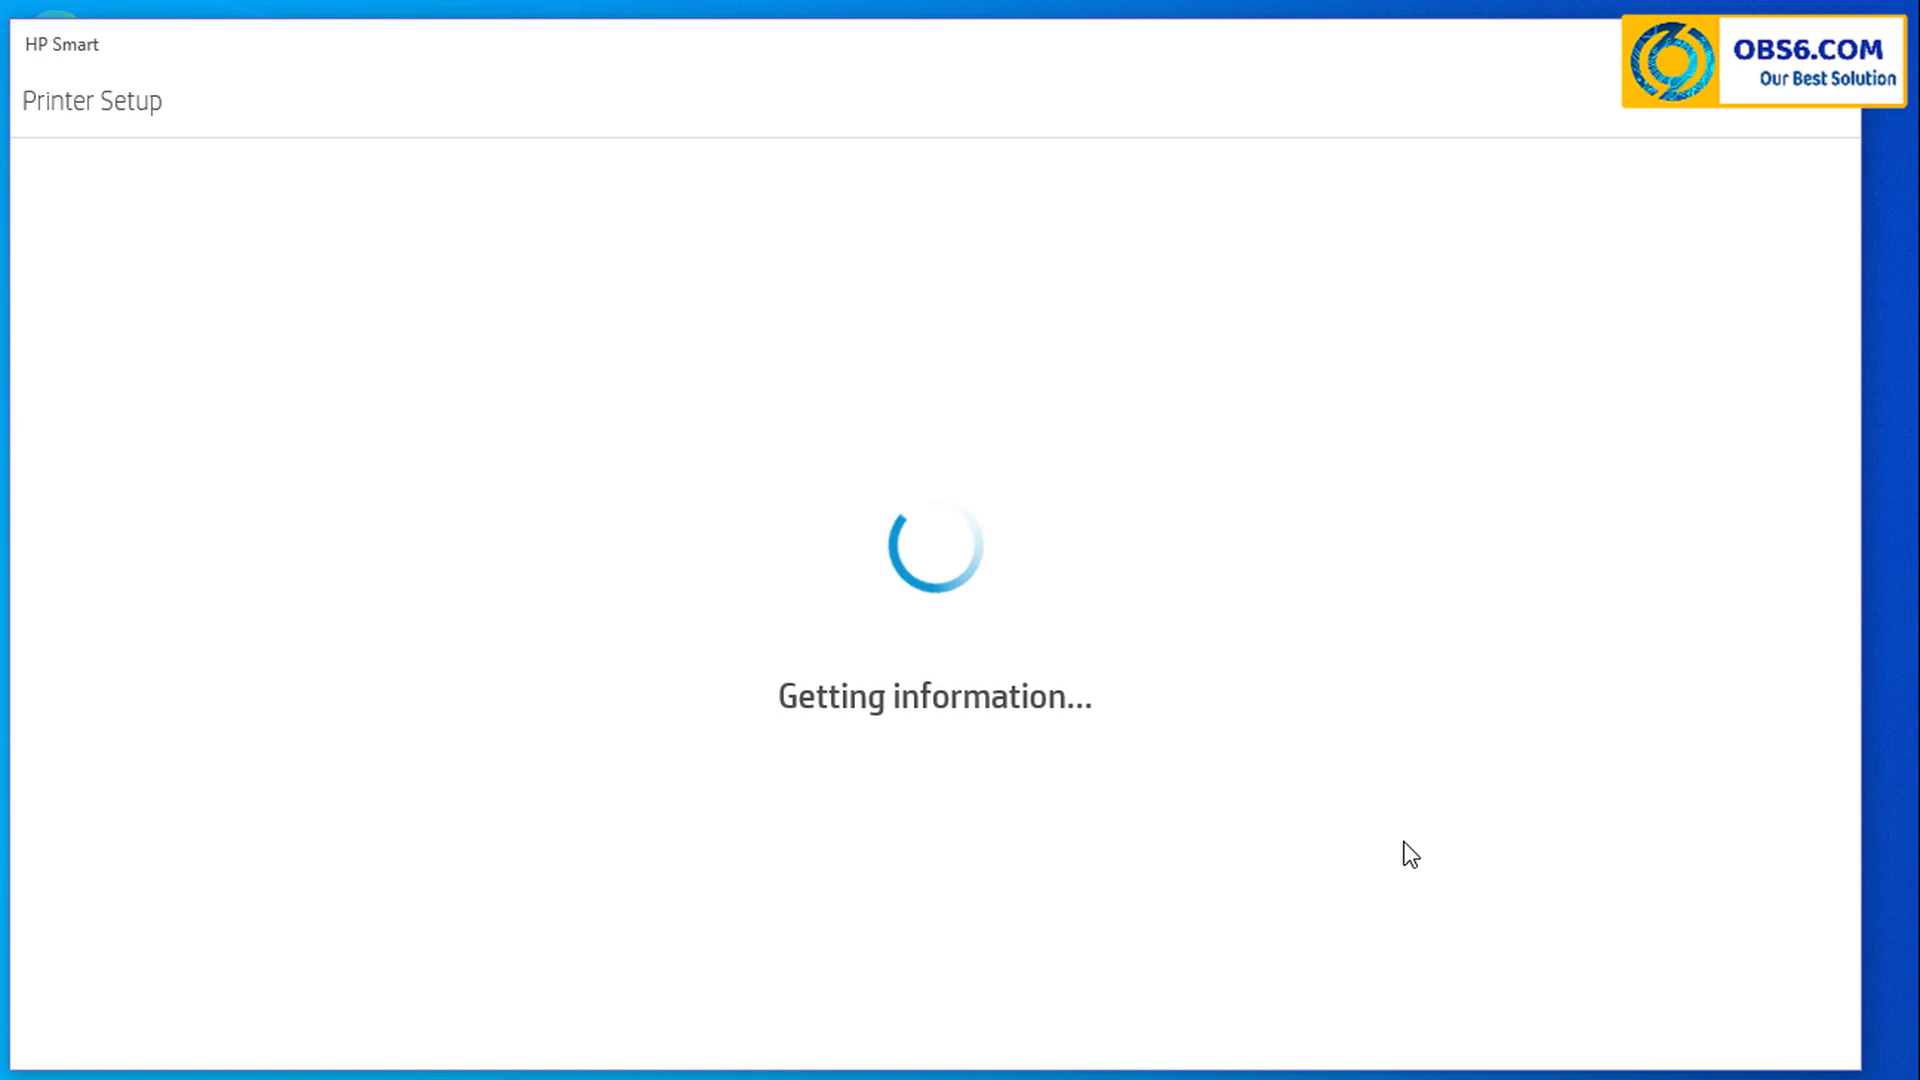 HP Smart
OBS6.COM
Our Best Solution
Printer Setup
Getting information...